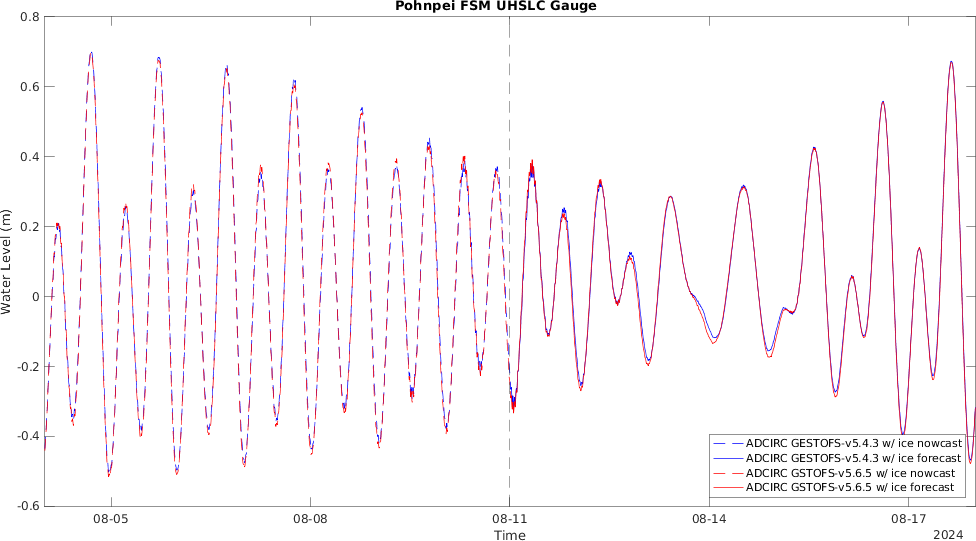 Pohnpei FSM UHSLC Gauge
0.8
0.6
0.4
0.2
0
-0.2
-0.4
-0.6
Water Level (m)
ADCIRC GESTOFS-v5.4.3 w/ ice nowcast
ADCIRC GESTOFS-v5.4.3 w/ ice forecast
ADCIRC GSTOFS-v5.6.5 w/ ice nowcast
ADCIRC GSTOFS-v5.6.5 w/ ice forecast
08-05 08-08 08-11 08-14 08-17
Time
2024